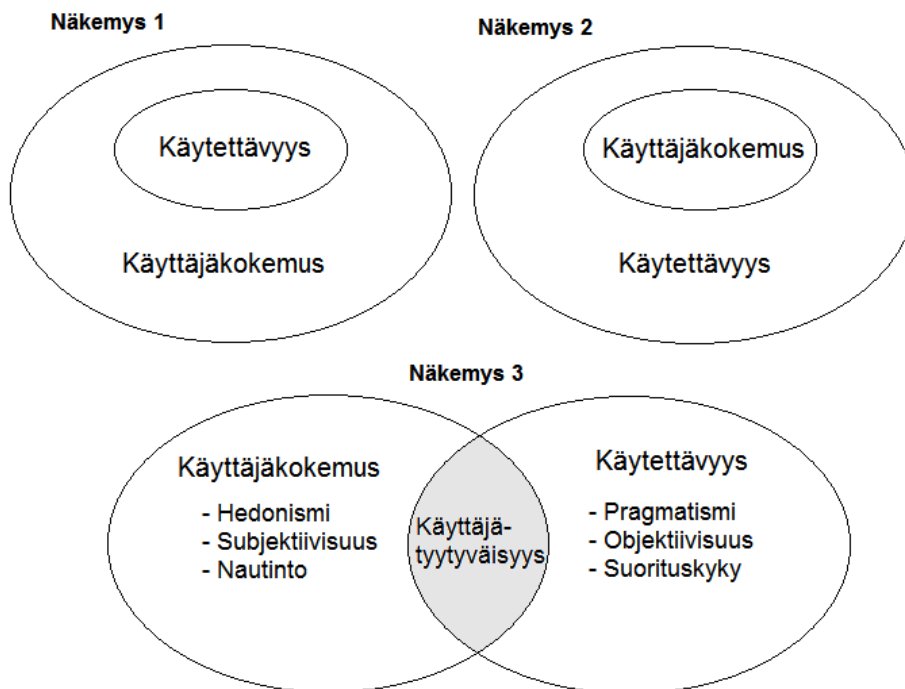 Näkemys 1
Käytettävyys
Käyttäjäkokemus
Näkemys 2
Käyttäjäkokemus
Käytettävyys
Näkemys 3
Käyttäjäkokemus
- Hedonismi
- Subjektiivisuus
- Nautinto
Käyttäjä-
tyytyväisyys
Käytettävyys
- Pragmatismi
- Objektiivisuus
- Suorituskyky